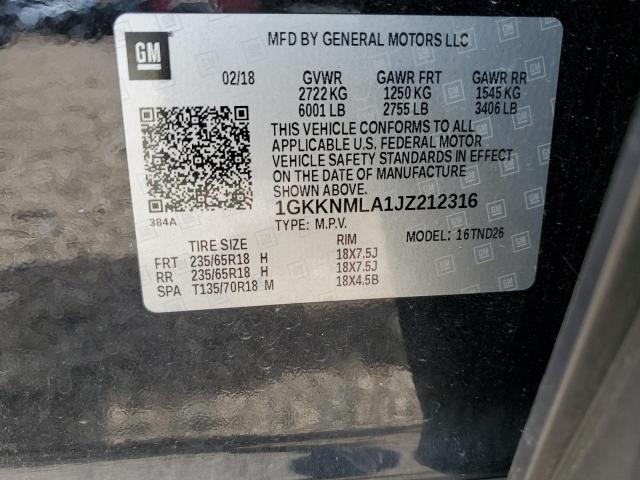 GM
MFD BY GENERAL MOTORS LLC
02/18 GVWR GAWR FRT GAWR RR
2722 KG 1250 KG 1545 KG
6001 LB 2755 LB 3406 LB
THIS VEHICLE CONFORMS TO ALL
APPLICABLE U.S. FEDERAL MOTOR
VEHICLE SAFETY STANDARDS IN EFFECT
ON THE DATE OF MANUFACTURE
SHOWN ABOVE.
384A
1GKKNMLA1JZ212316
TYPE: M.P.V. MODEL: 16TND26
TIRE SIZE RIM
FRT 235/65R18 H 18X7.5J
RR 235/65R18 H 18X7.5J
SPA T135/70R18 M 18X4.5B